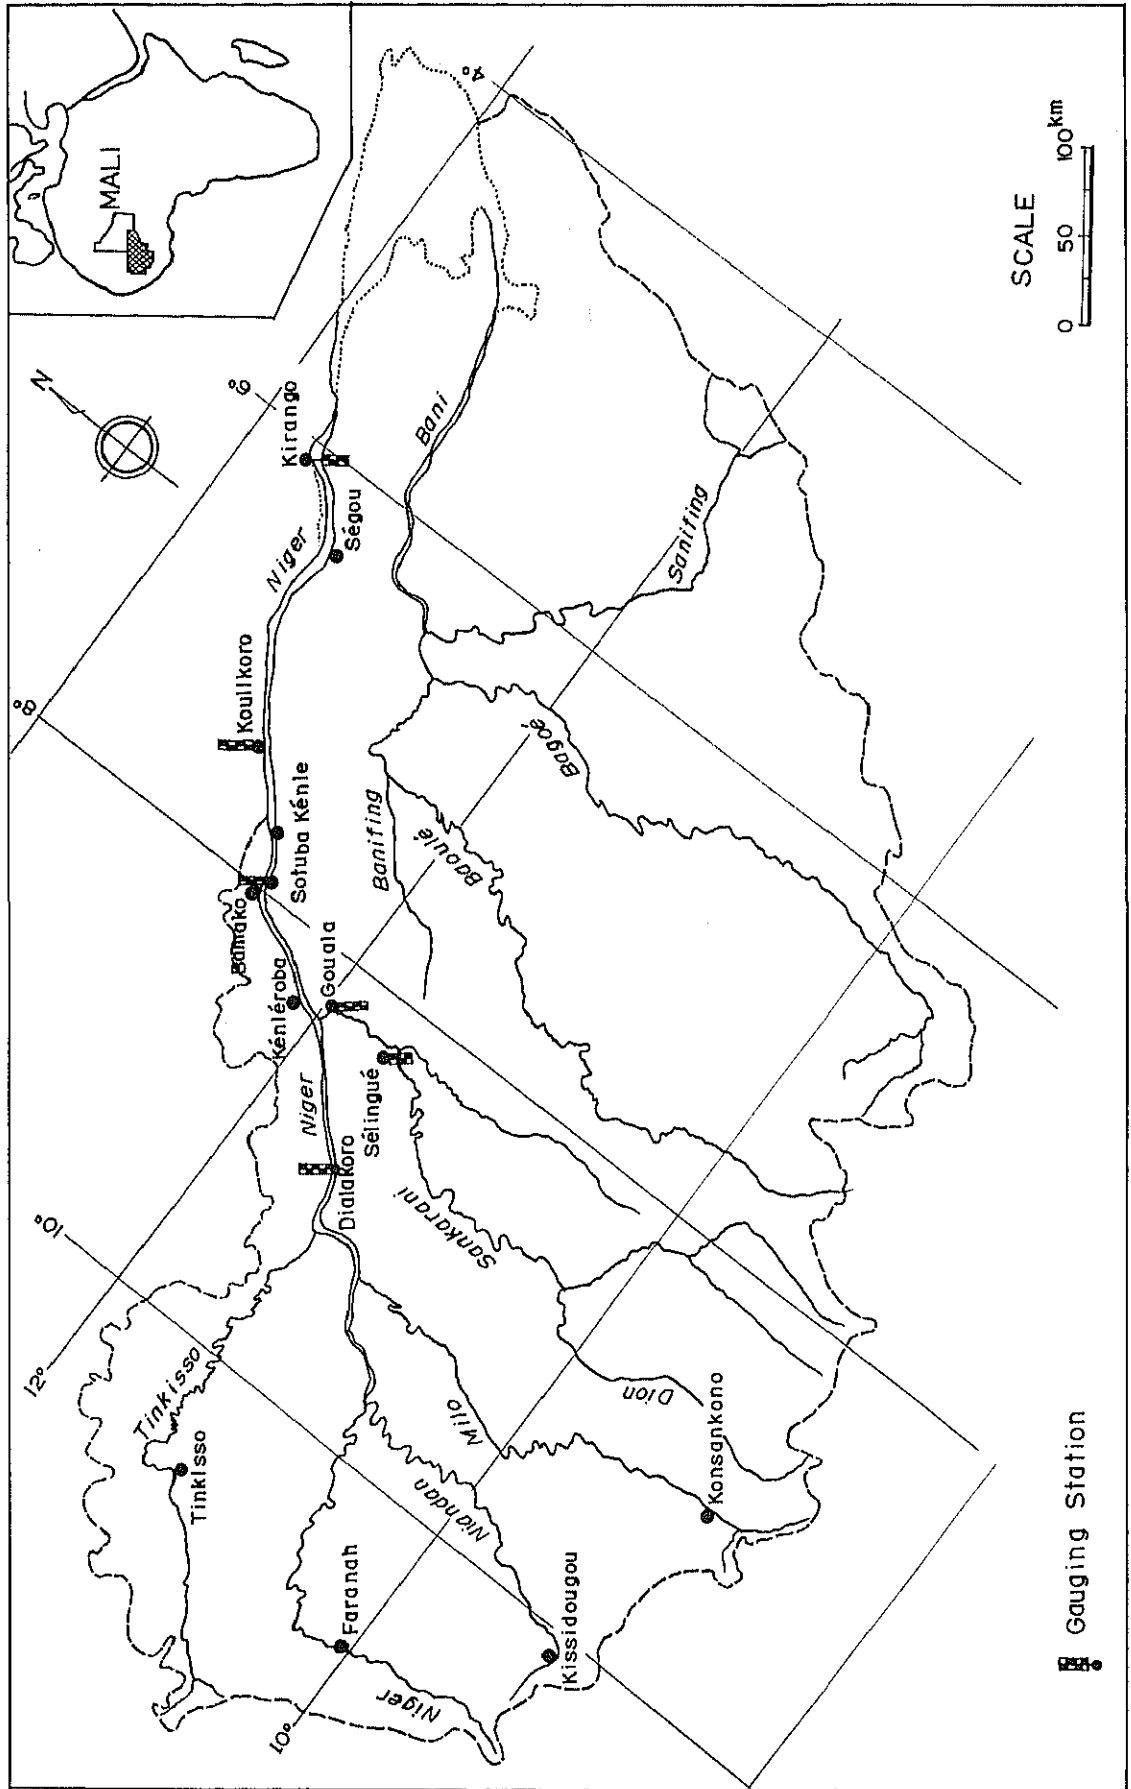 MALI
N
4°
6°
8°
10°
12°
10°
Kirango
Ségou
Niger
Bani
Sanifing
Koullkoro
Sotuba Kénle
Bamako
Banifing
Baoulé
Bagoé
Kénléroba
Gouala
Niger
Sélingué
Dialakoro
Sankarani
Tinkisso
Tinkisso
Milo
Dion
Niandan
Konsankono
Faranah
Kissidougou
Niger
SCALE
0 50 100km
Gauging Station